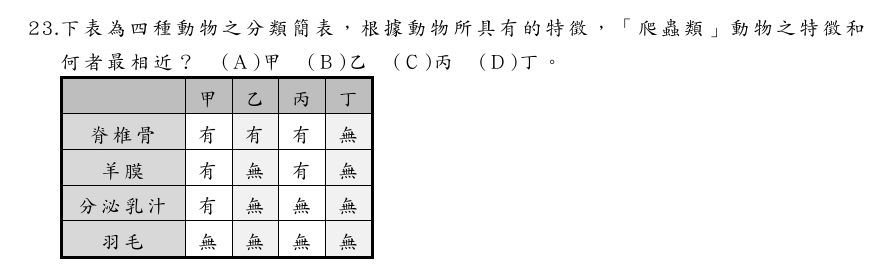 23.下表為四種動物之分類簡表，根據動物所具有的特徵，「爬蟲類」動物之特徵和
何者最相近？ (A)甲 (B)乙 (C)丙 (D)丁。
甲 乙 丙 丁
脊椎骨 有 有 有 無
羊膜 有 無 有 無
分泌乳汁 有 無 無 無
羽毛 無 無 無 無